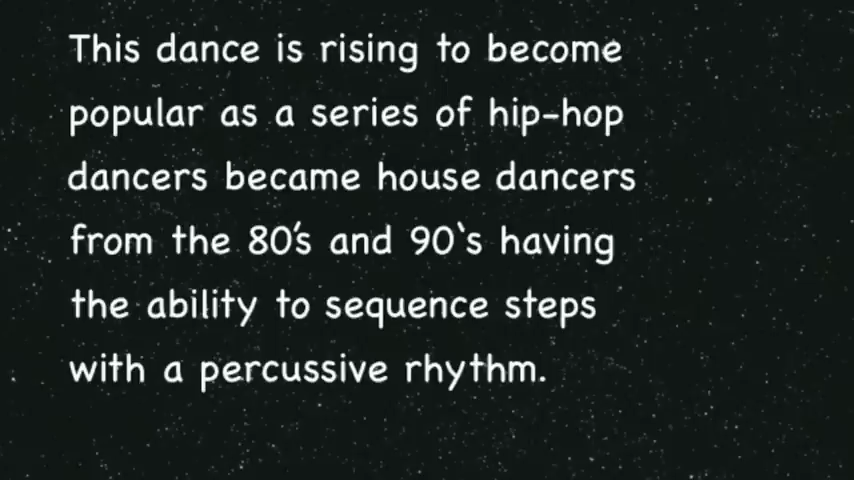 This dance is rising to become
popular as a series of hip-hop
dancers became house dancers
from the 80's and 90`s having
the ability to sequence steps
with a percussive rhythm.